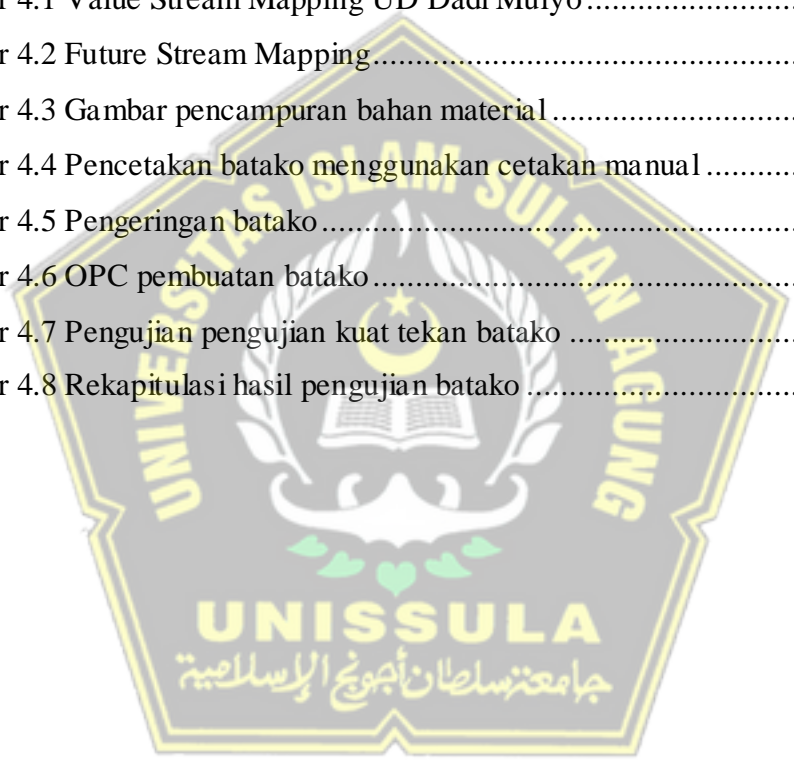 r 4.1 Value Stream Mapping UD Dadi Mulyo....................................
r 4.2 Future Stream Mapping................................................................
r 4.3 Gambar pencampuran bahan material........................................
r 4.4 Pencetakan batako menggunakan cetakan manual....................
r 4.5 Pengeringan batako......................................................................
r 4.6 OPC pembuatan batako................................................................
r 4.7 Pengujian pengujian kuat tekan batako ......................................
r 4.8 Rekapitulasi hasil pengujian batako............................................
UNIVERSITAS ISLAM SULTAN AGUNG
UNISSULA
جامعة سلطان أجونج الإسلامية